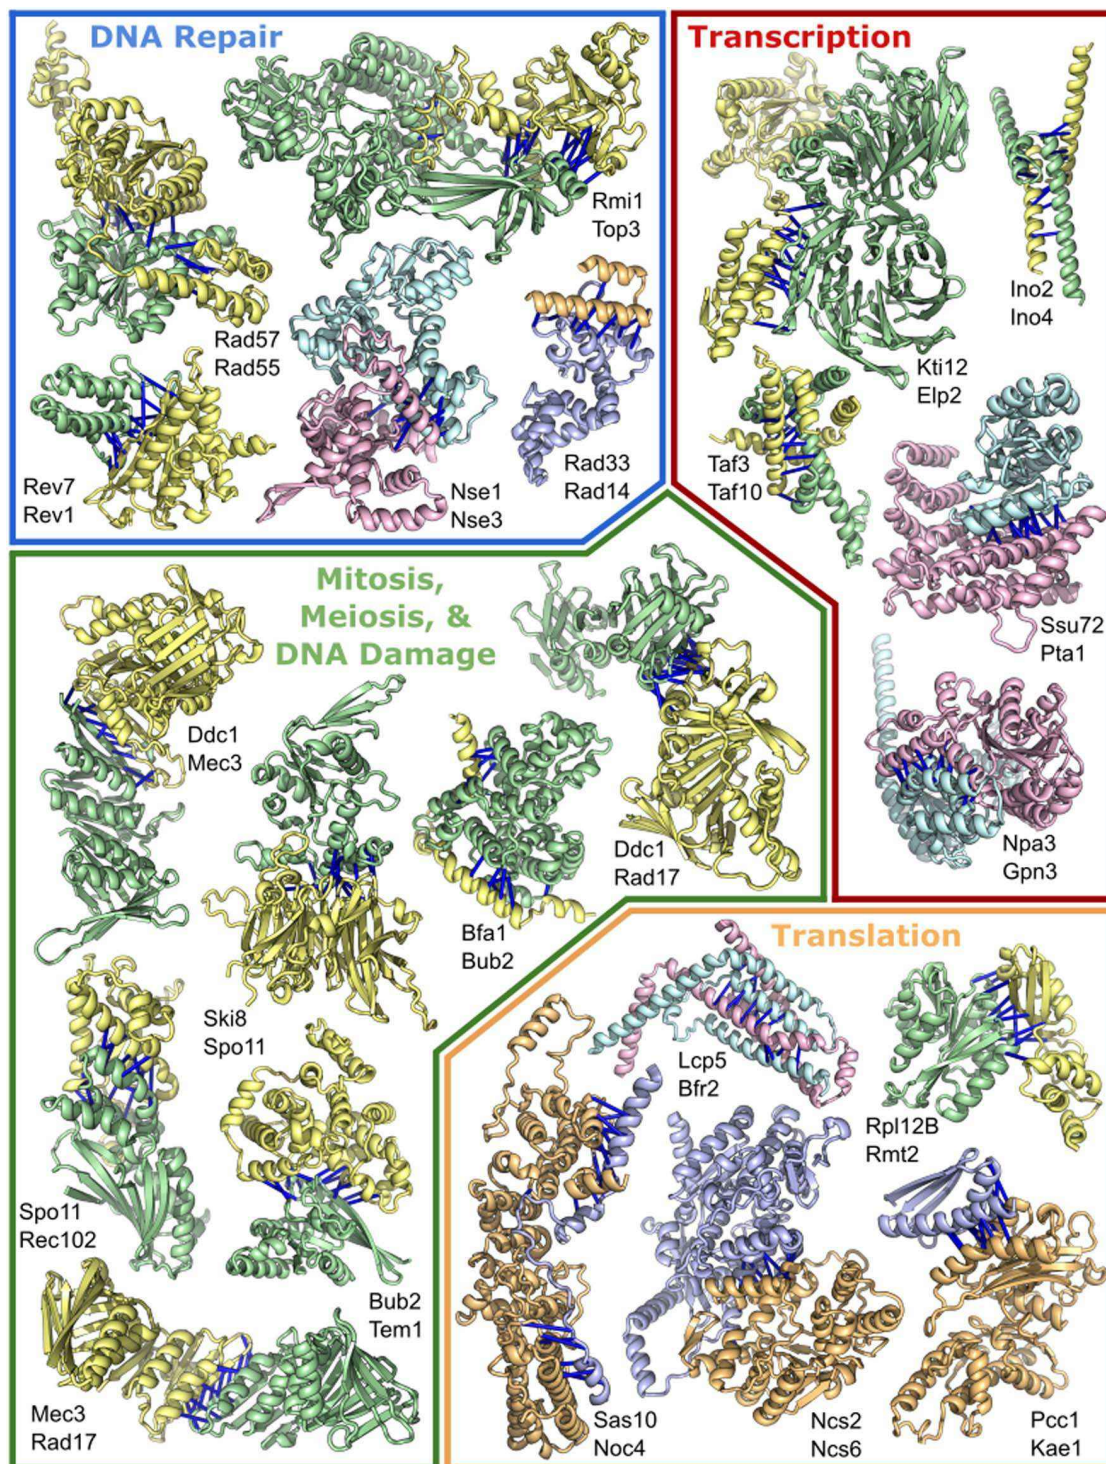 DNA Repair
Rmi1
Top3
Rad57
Rad55
Rev7
Rev1
Nse1
Nse3
Rad33
Rad14
Transcription
Ino2
Ino4
Kti12
Elp2
Taf3
Taf10
Ssu72
Pta1
Npa3
Gpn3
Mitosis,
Meiosis, &
DNA Damage
Ddc1
Mec3
Ddc1
Rad17
Bfa1
Bub2
Ski8
Spo11
Spo11
Rec102
Bub2
Tem1
Mec3
Rad17
Translation
Lcp5
Bfr2
Rpl12B
Rmt2
Sas10
Noc4
Ncs2
Ncs6
Pcc1
Kae1